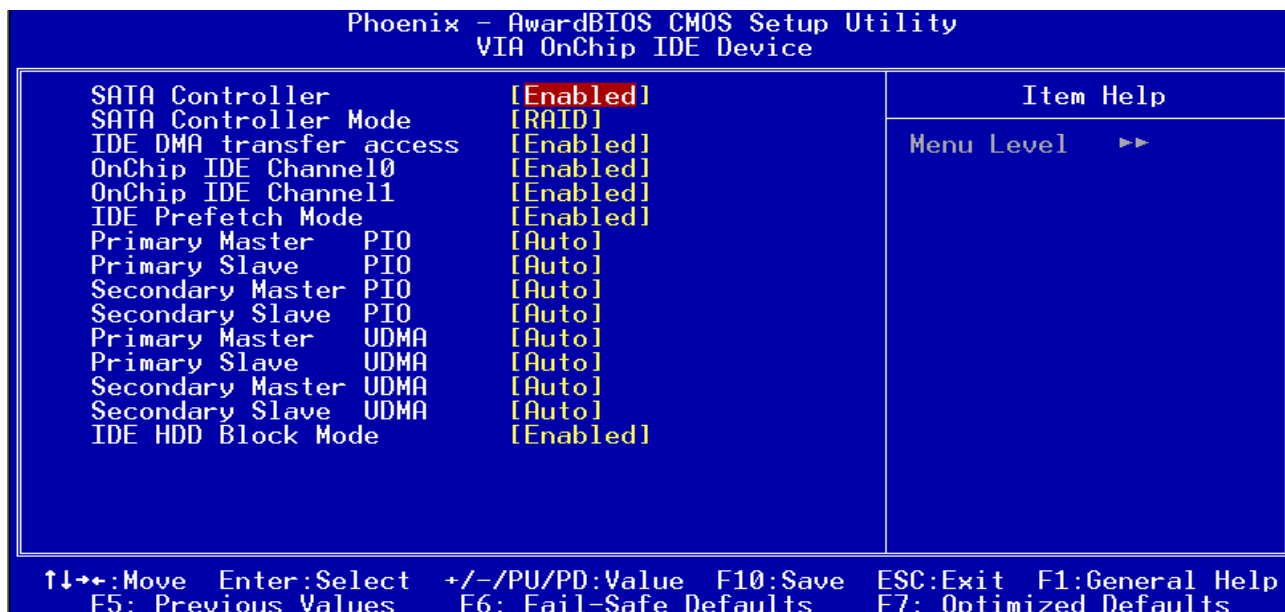 Phoenix - AwardBIOS CMOS Setup Utility
VIA OnChip IDE Device
SATA Controller [Enabled]
SATA Controller Mode [RAID]
IDE DMA transfer access [Enabled]
OnChip IDE Channel0 [Enabled]
OnChip IDE Channel1 [Enabled]
IDE Prefetch Mode [Enabled]
Primary Master PIO [Auto]
Primary Slave PIO [Auto]
Secondary Master PIO [Auto]
Secondary Slave PIO [Auto]
Primary Master UDMA [Auto]
Primary Slave UDMA [Auto]
Secondary Master UDMA [Auto]
Secondary Slave UDMA [Auto]
IDE HDD Block Mode [Enabled]
Item Help
Menu Level ►►
↑↓→←:Move Enter:Select +/-/PU/PD:Value F10:Save ESC:Exit F1:General Help
F5: Previous Values F6: Fail-Safe Defaults F7: Optimized Defaults